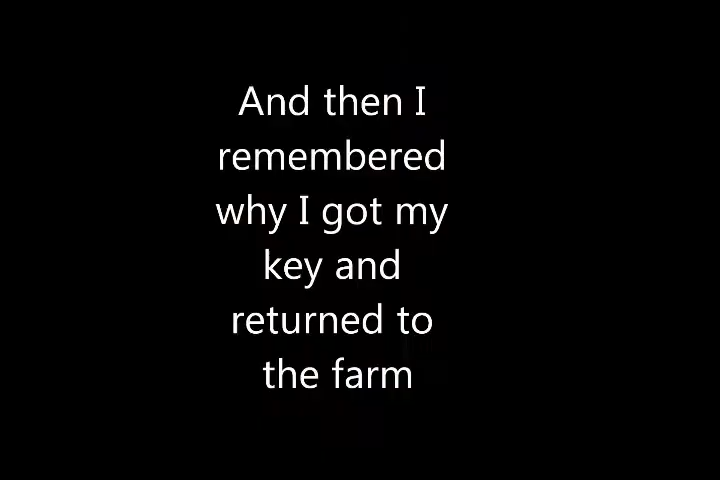 And then I
remembered
why I got my
key and
returned to
the farm